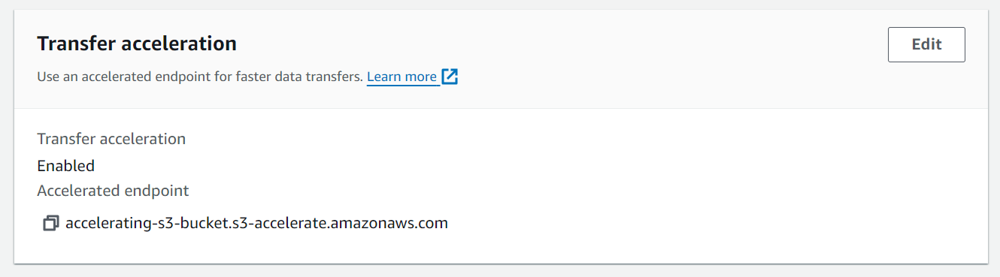 Transfer acceleration
Edit
Use an accelerated endpoint for faster data transfers. Learn more
Transfer acceleration
Enabled
Accelerated endpoint
accelerating-s3-bucket.s3-accelerate.amazonaws.com